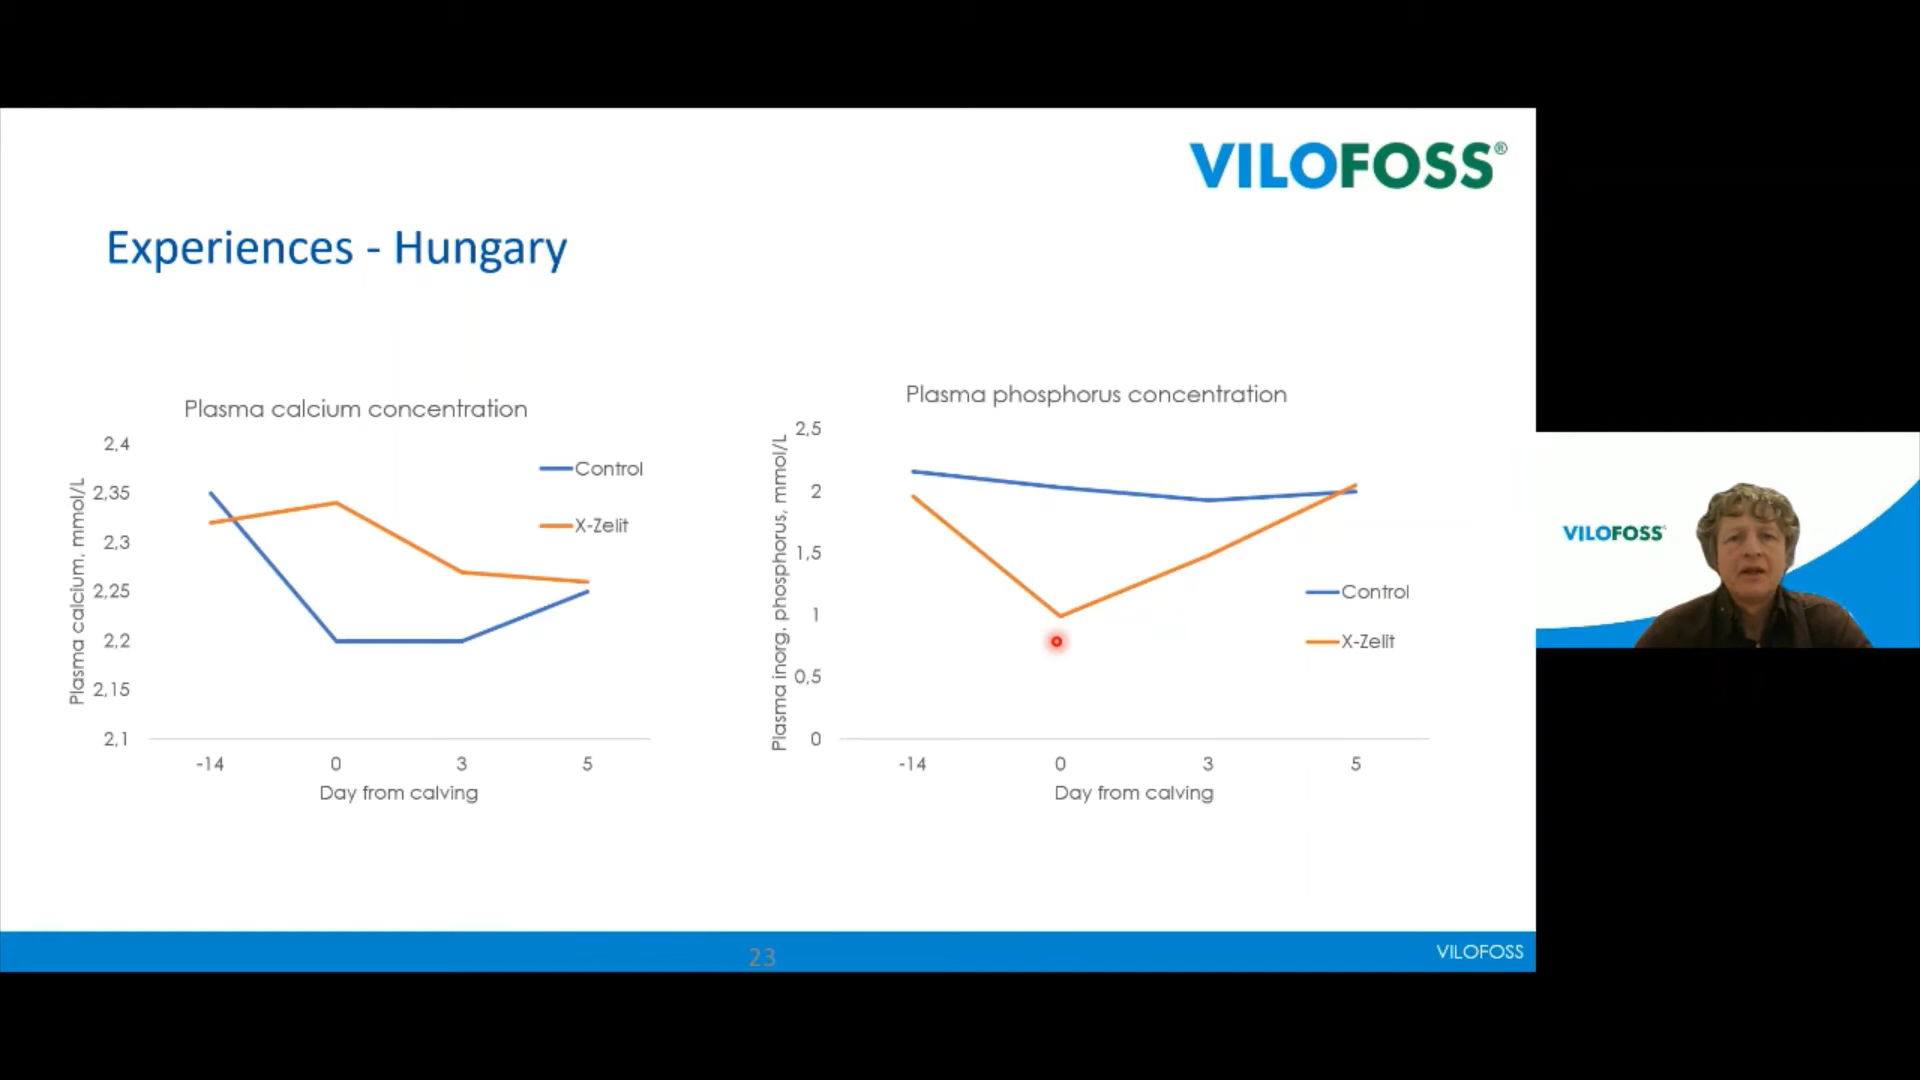 VILOFOSS®
Experiences - Hungary
Plasma calcium concentration
Plasma calcium, mmol/L
2,4
2,35
2,3
2,25
2,2
2,15
2,1
Control
X-Zelit
-14 0 3 5
Day from calving
Plasma phosphorus concentration
Plasma inorg. phosphorus, mmol/L
2,5
2
1,5
1
0,5
0
Control
X-Zelit
-14 0 3 5
Day from calving
VILOFOSS®
23
VILOFOSS